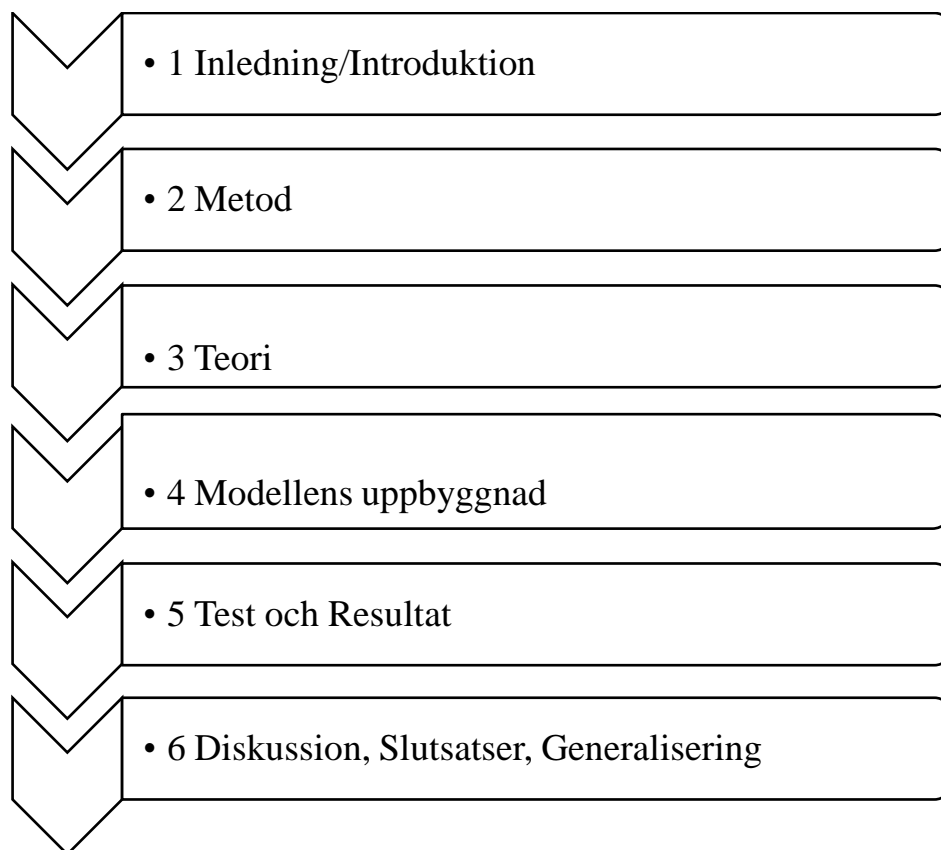 • 1 Inledning/Introduktion
• 2 Metod
• 3 Teori
• 4 Modellens uppbyggnad
• 5 Test och Resultat
• 6 Diskussion, Slutsatser, Generalisering